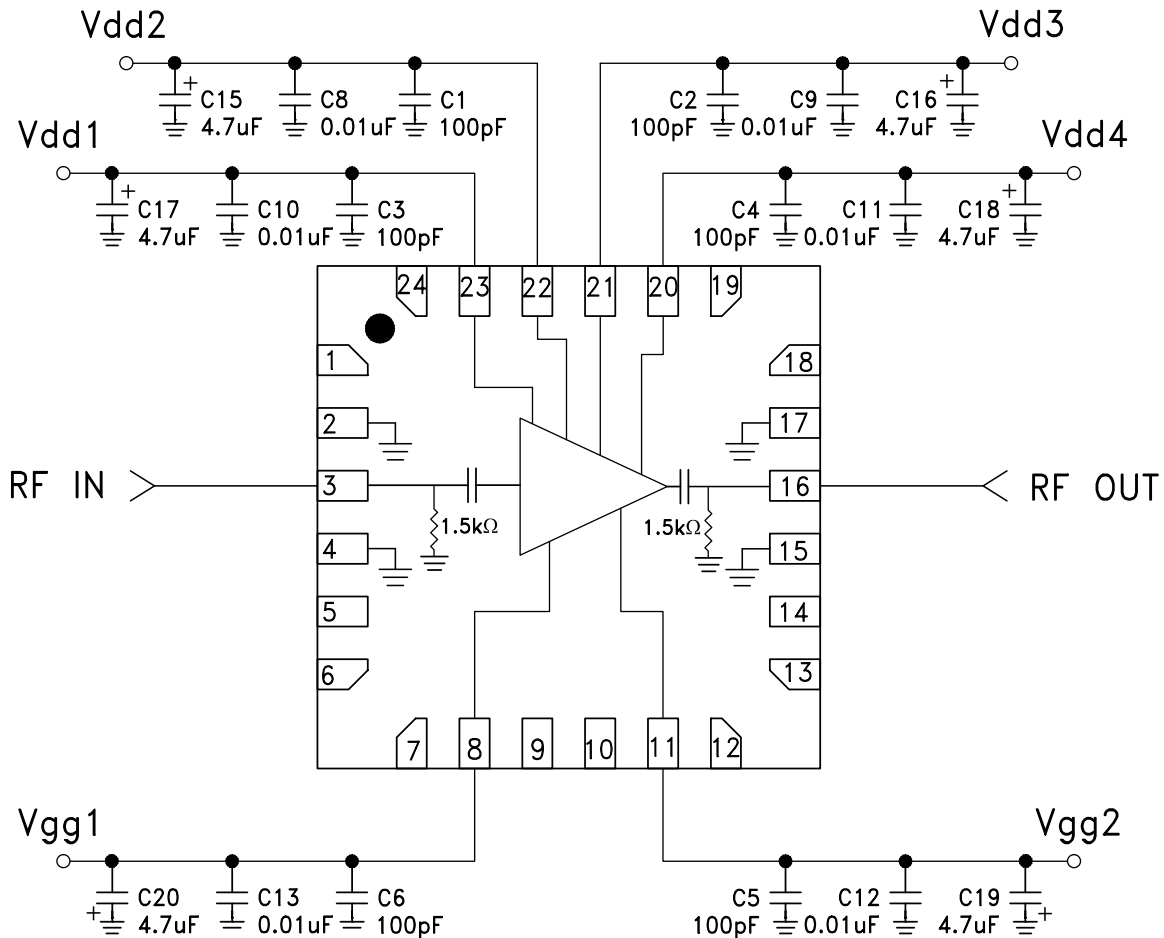 Vdd2
Vdd3
+ C15 C8 C1 C2 C9 C16 +
4.7uF 0.01uF 100pF 100pF 0.01uF 4.7uF
Vdd1
Vdd4
+ C17 C10 C3 C4 C11 C18 +
4.7uF 0.01uF 100pF 100pF 0.01uF 4.7uF
24 23 22 21 20 19
1 18
2 17
RF IN 3 16 RF OUT
1.5kΩ 1.5kΩ
4 15
5 14
6 13
7 8 9 10 11 12
Vgg1
Vgg2
C20 C13 C6 C5 C12 C19
+ 4.7uF 0.01uF 100pF 100pF 0.01uF 4.7uF +